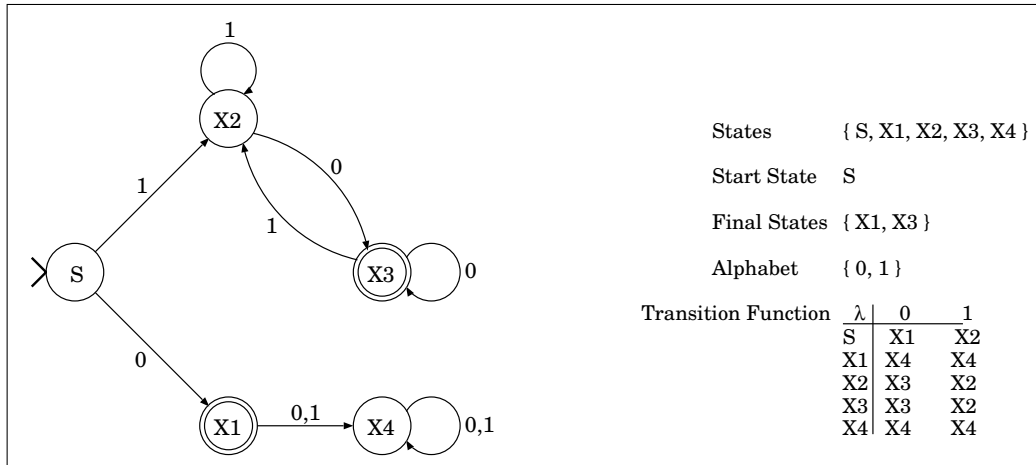 1
X2
0
1
1
S
X3
0
0
X1
0,1
X4
0,1
States { S, X1, X2, X3, X4 }
Start State S
Final States { X1, X3 }
Alphabet { 0, 1 }
Transition Function λ 0 1
S X1 X2
X1 X4 X4
X2 X3 X2
X3 X3 X2
X4 X4 X4